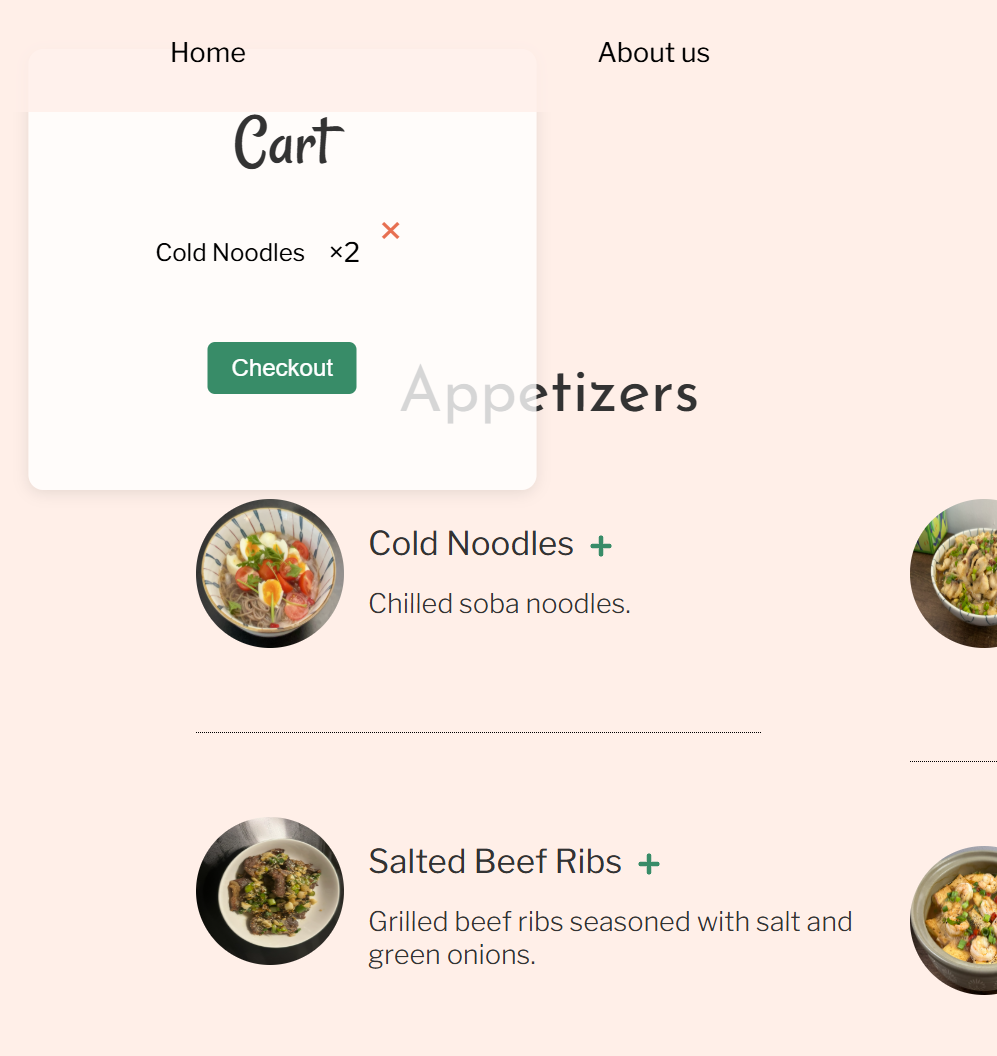 Home
About us
Cart
Cold Noodles ×2 ×
Checkout
Appetizers
Cold Noodles +
Chilled soba noodles.
Salted Beef Ribs +
Grilled beef ribs seasoned with salt and
green onions.